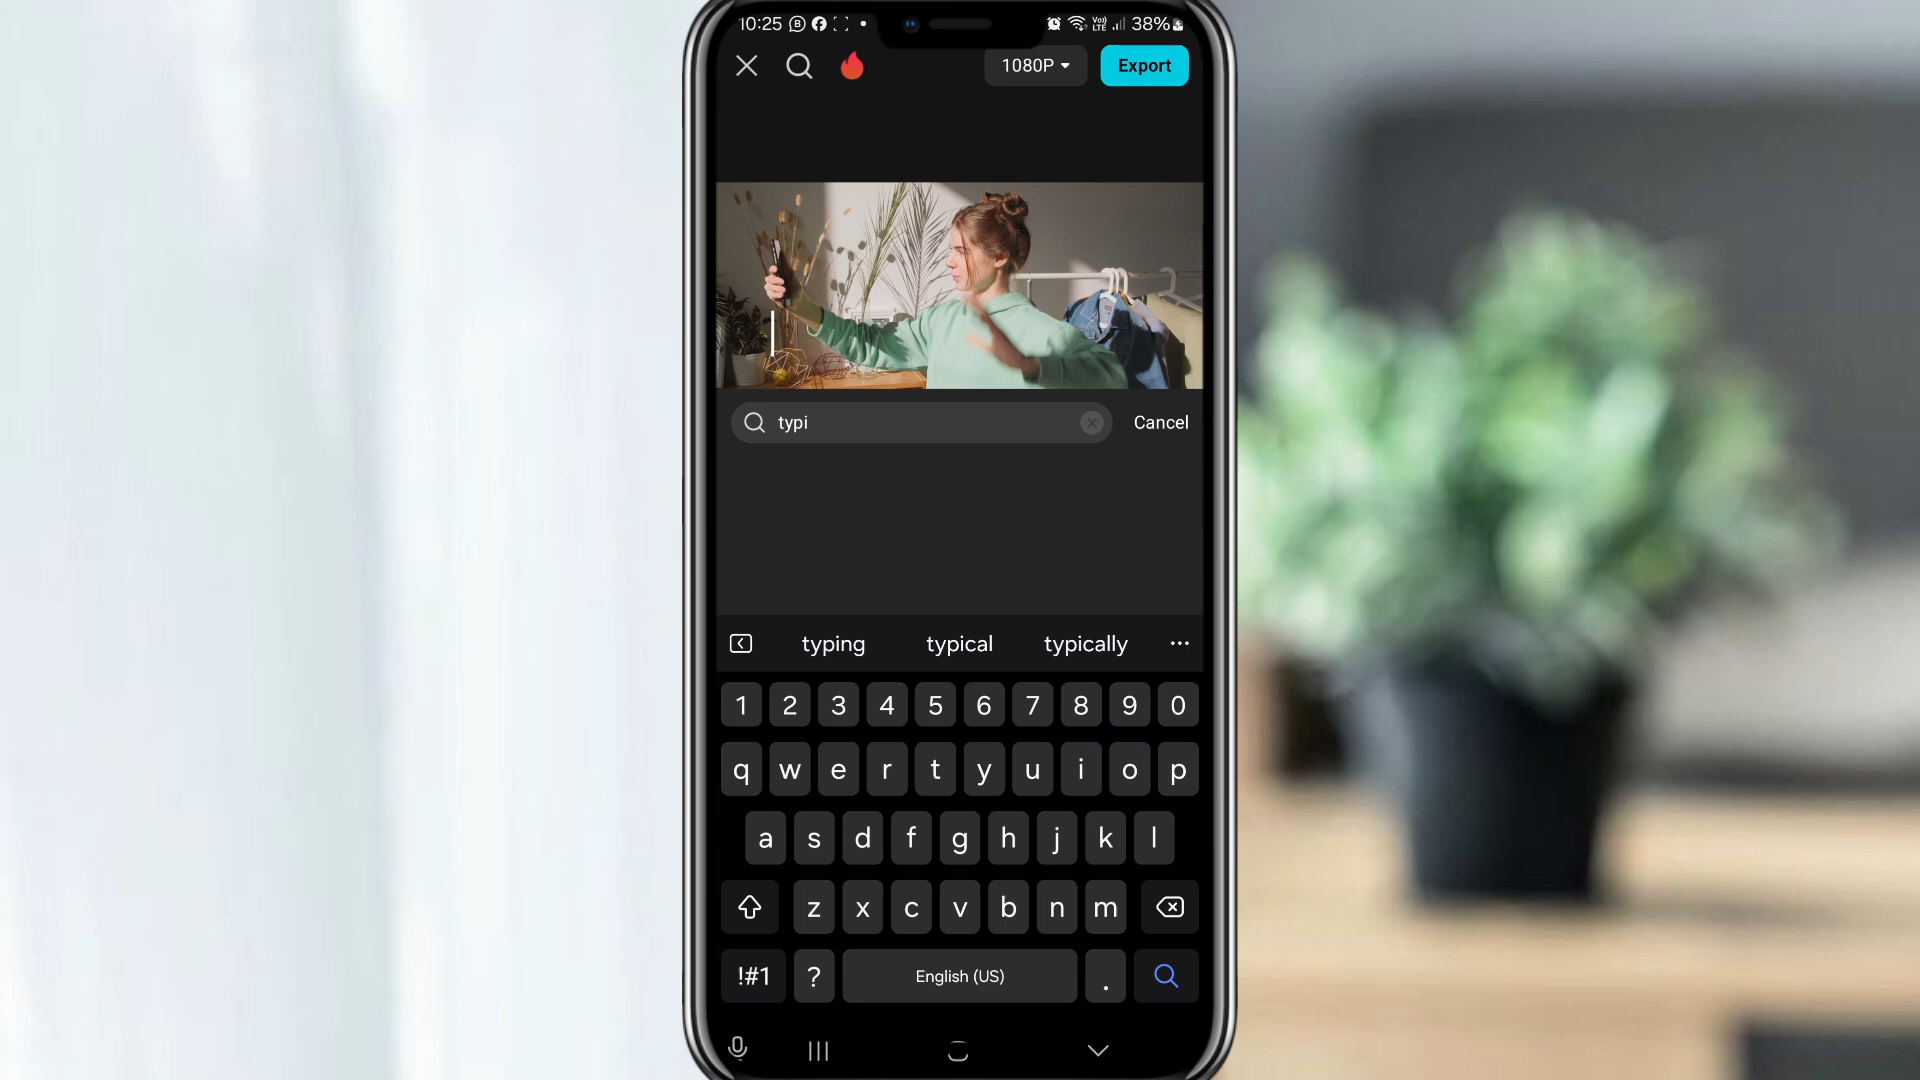 10:25 38%
1080P Export
typi Cancel
typing typical typically
1 2 3 4 5 6 7 8 9 0
q w e r t y u i o p
a s d f g h j k l
z x c v b n m
!#1 ? English (US) .